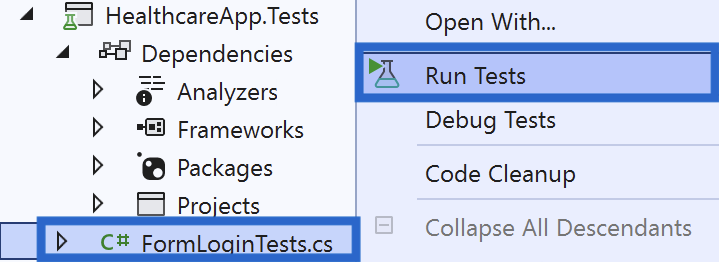 HealthcareApp.Tests
Dependencies
Analyzers
Frameworks
Packages
Projects
C# FormLoginTests.cs
Open With...
Run Tests
Debug Tests
Code Cleanup
Collapse All Descendants